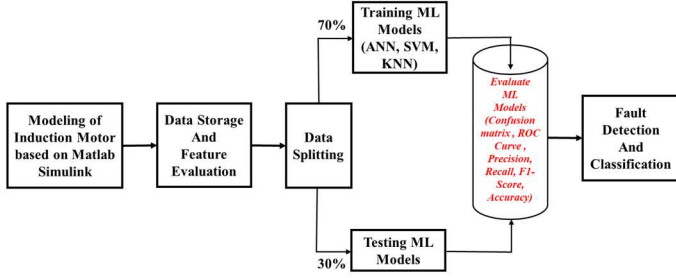 Modeling of
Induction Motor
based on Matlab
Simulink
Data Storage
And
Feature
Evaluation
Data
Splitting
70%
Training ML
Models
(ANN, SVM,
KNN)
30%
Testing ML
Models
Evaluate
ML
Models
(Confusion
matrix , ROC
Curve ,
Precision,
Recall, F1-
Score,
Accuracy)
Fault
Detection
And
Classification